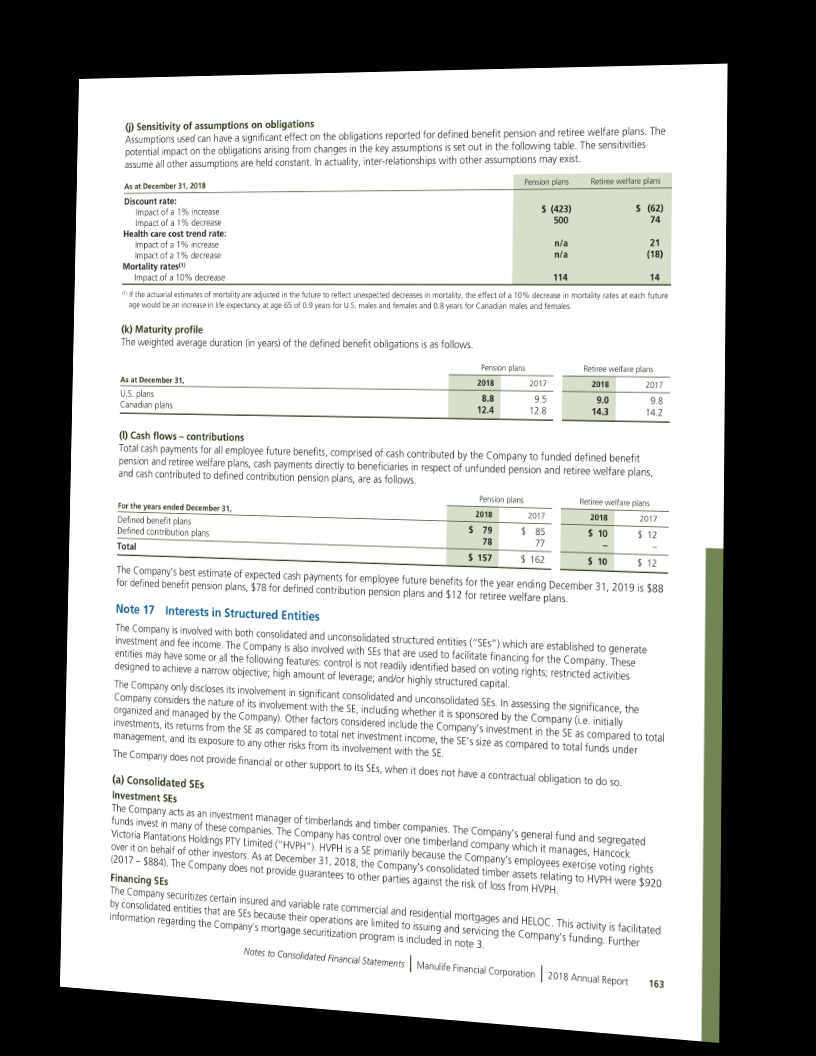 (j) Sensitivity of assumptions on obligations
Assumptions used can have a significant effect on the obligations reported for defined benefit pension and retiree welfare plans. The
potential impact on the obligations arising from changes in the key assumptions is set out in the following table. The sensitivities
assume all other assumptions are held constant. In actuality, inter-relationships with other assumptions may exist.
As at December 31, 2018 Pension plans Retiree welfare plans
Discount rate:
Impact of a 1% increase $ (423) $ (62)
Impact of a 1% decrease 500 74
Health care cost trend rate:
Impact of a 1% increase n/a 21
Impact of a 1% decrease n/a (18)
Mortality rates(1)
Impact of a 10% decrease 114 14
(1) If the actuarial estimates of mortality are adjusted in the future to reflect unexpected decreases in mortality, the effect of a 10% decrease in mortality rates at each future
age would be an increase in life expectancy at age 65 of 0.9 years for U.S. males and females and 0.8 years for Canadian males and females.
(k) Maturity profile
The weighted average duration (in years) of the defined benefit obligations is as follows.
Pension plans Retiree welfare plans
As at December 31, 2018 2017 2018 2017
U.S. plans 8.8 9.5 9.0 9.8
Canadian plans 12.4 12.8 14.3 14.2
(l) Cash flows – contributions
Total cash payments for all employee future benefits, comprised of cash contributed by the Company to funded defined benefit
pension and retiree welfare plans, cash payments directly to beneficiaries in respect of unfunded pension and retiree welfare plans,
and cash contributed to defined contribution pension plans, are as follows.
Pension plans Retiree welfare plans
For the years ended December 31, 2018 2017 2018 2017
Defined benefit plans $ 79 $ 85 $ 10 $ 12
Defined contribution plans 78 77 – –
Total $ 157 $ 162 $ 10 $ 12
The Company's best estimate of expected cash payments for employee future benefits for the year ending December 31, 2019 is $88
for defined benefit pension plans, $78 for defined contribution pension plans and $12 for retiree welfare plans.
Note 17 Interests in Structured Entities
The Company is involved with both consolidated and unconsolidated structured entities ("SEs") which are established to generate
investment and fee income. The Company is also involved with SEs that are used to facilitate financing for the Company. These
entities may have some or all the following features: control is not readily identified based on voting rights; restricted activities
designed to achieve a narrow objective; high amount of leverage; and/or highly structured capital.
The Company only discloses its involvement in significant consolidated and unconsolidated SEs. In assessing the significance, the
Company considers the nature of its involvement with the SE, including whether it is sponsored by the Company (i.e. initially
organized and managed by the Company). Other factors considered include the Company's investment in the SE as compared to total
investments, its returns from the SE as compared to total net investment income, the SE's size as compared to total funds under
management, and its exposure to any other risks from its involvement with the SE.
The Company does not provide financial or other support to its SEs, when it does not have a contractual obligation to do so.
(a) Consolidated SEs
Investment SEs
The Company acts as an investment manager of timberlands and timber companies. The Company's general fund and segregated
funds invest in many of these companies. The Company has control over one timberland company which it manages, Hancock
Victoria Plantations Holdings PTY Limited ("HVPH"). HVPH is a SE primarily because the Company's employees exercise voting rights
over it on behalf of other investors. As at December 31, 2018, the Company's consolidated timber assets relating to HVPH were $920
(2017 – $884). The Company does not provide guarantees to other parties against the risk of loss from HVPH.
Financing SEs
The Company securitizes certain insured and variable rate commercial and residential mortgages and HELOC. This activity is facilitated
by consolidated entities that are SEs because their operations are limited to issuing and servicing the Company's funding. Further
information regarding the Company's mortgage securitization program is included in note 3.
Notes to Consolidated Financial Statements | Manulife Financial Corporation | 2018 Annual Report 163